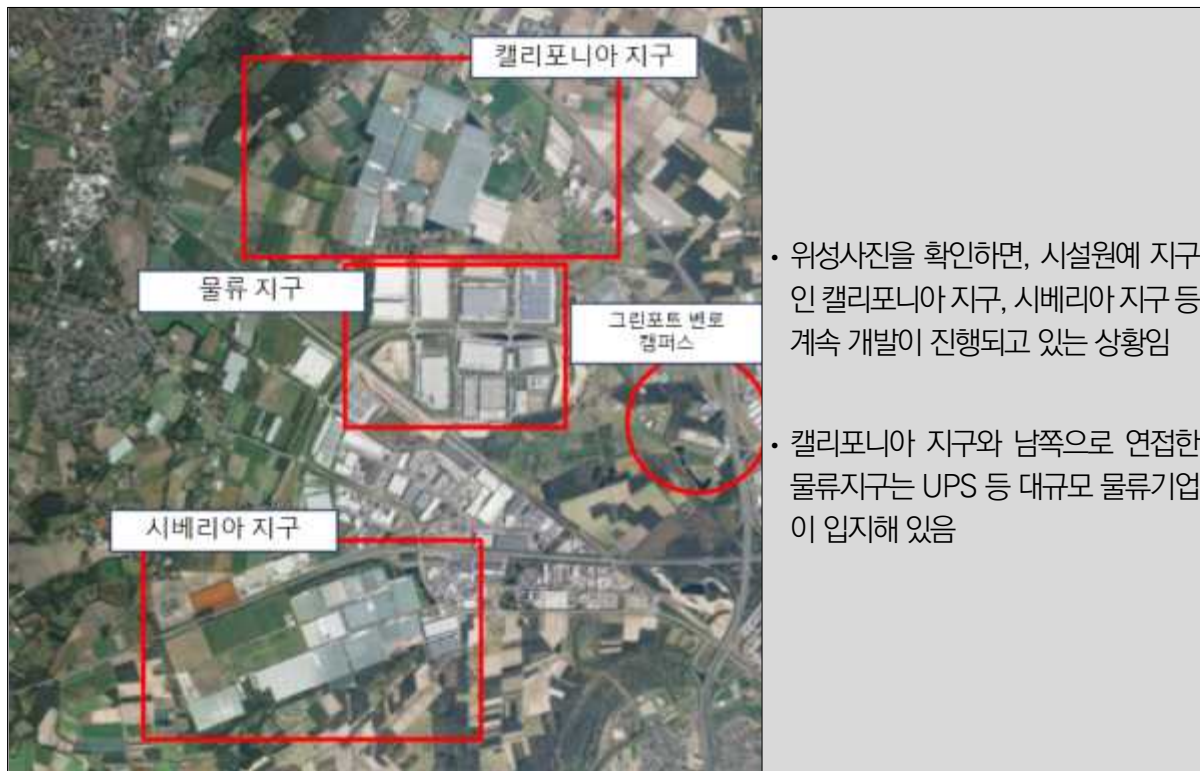 캘리포니아 지구
물류 지구
그린포트 벤로
캠퍼스
시베리아 지구
• 위성사진을 확인하면, 시설원예 지구
인 캘리포니아 지구, 시베리아 지구 등
계속 개발이 진행되고 있는 상황임
• 캘리포니아 지구와 남쪽으로 연접한
물류지구는 UPS 등 대규모 물류기업
이 입지해 있음